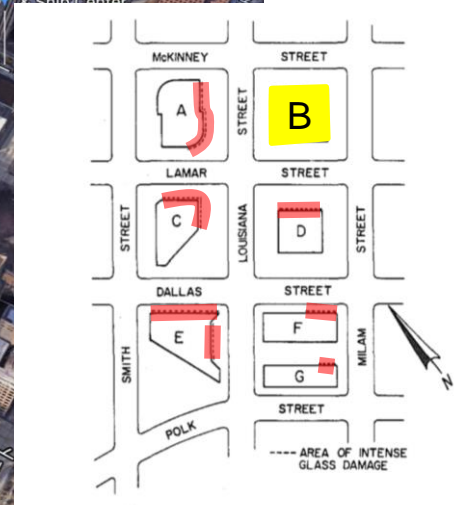 McKINNEY STREET
A
STREET
B
LAMAR STREET
STREET
C
LOUISIANA
D
STREET
DALLAS STREET
SMITH
E
F
MILAM
G
STREET
POLK
N
---- AREA OF INTENSE
GLASS DAMAGE